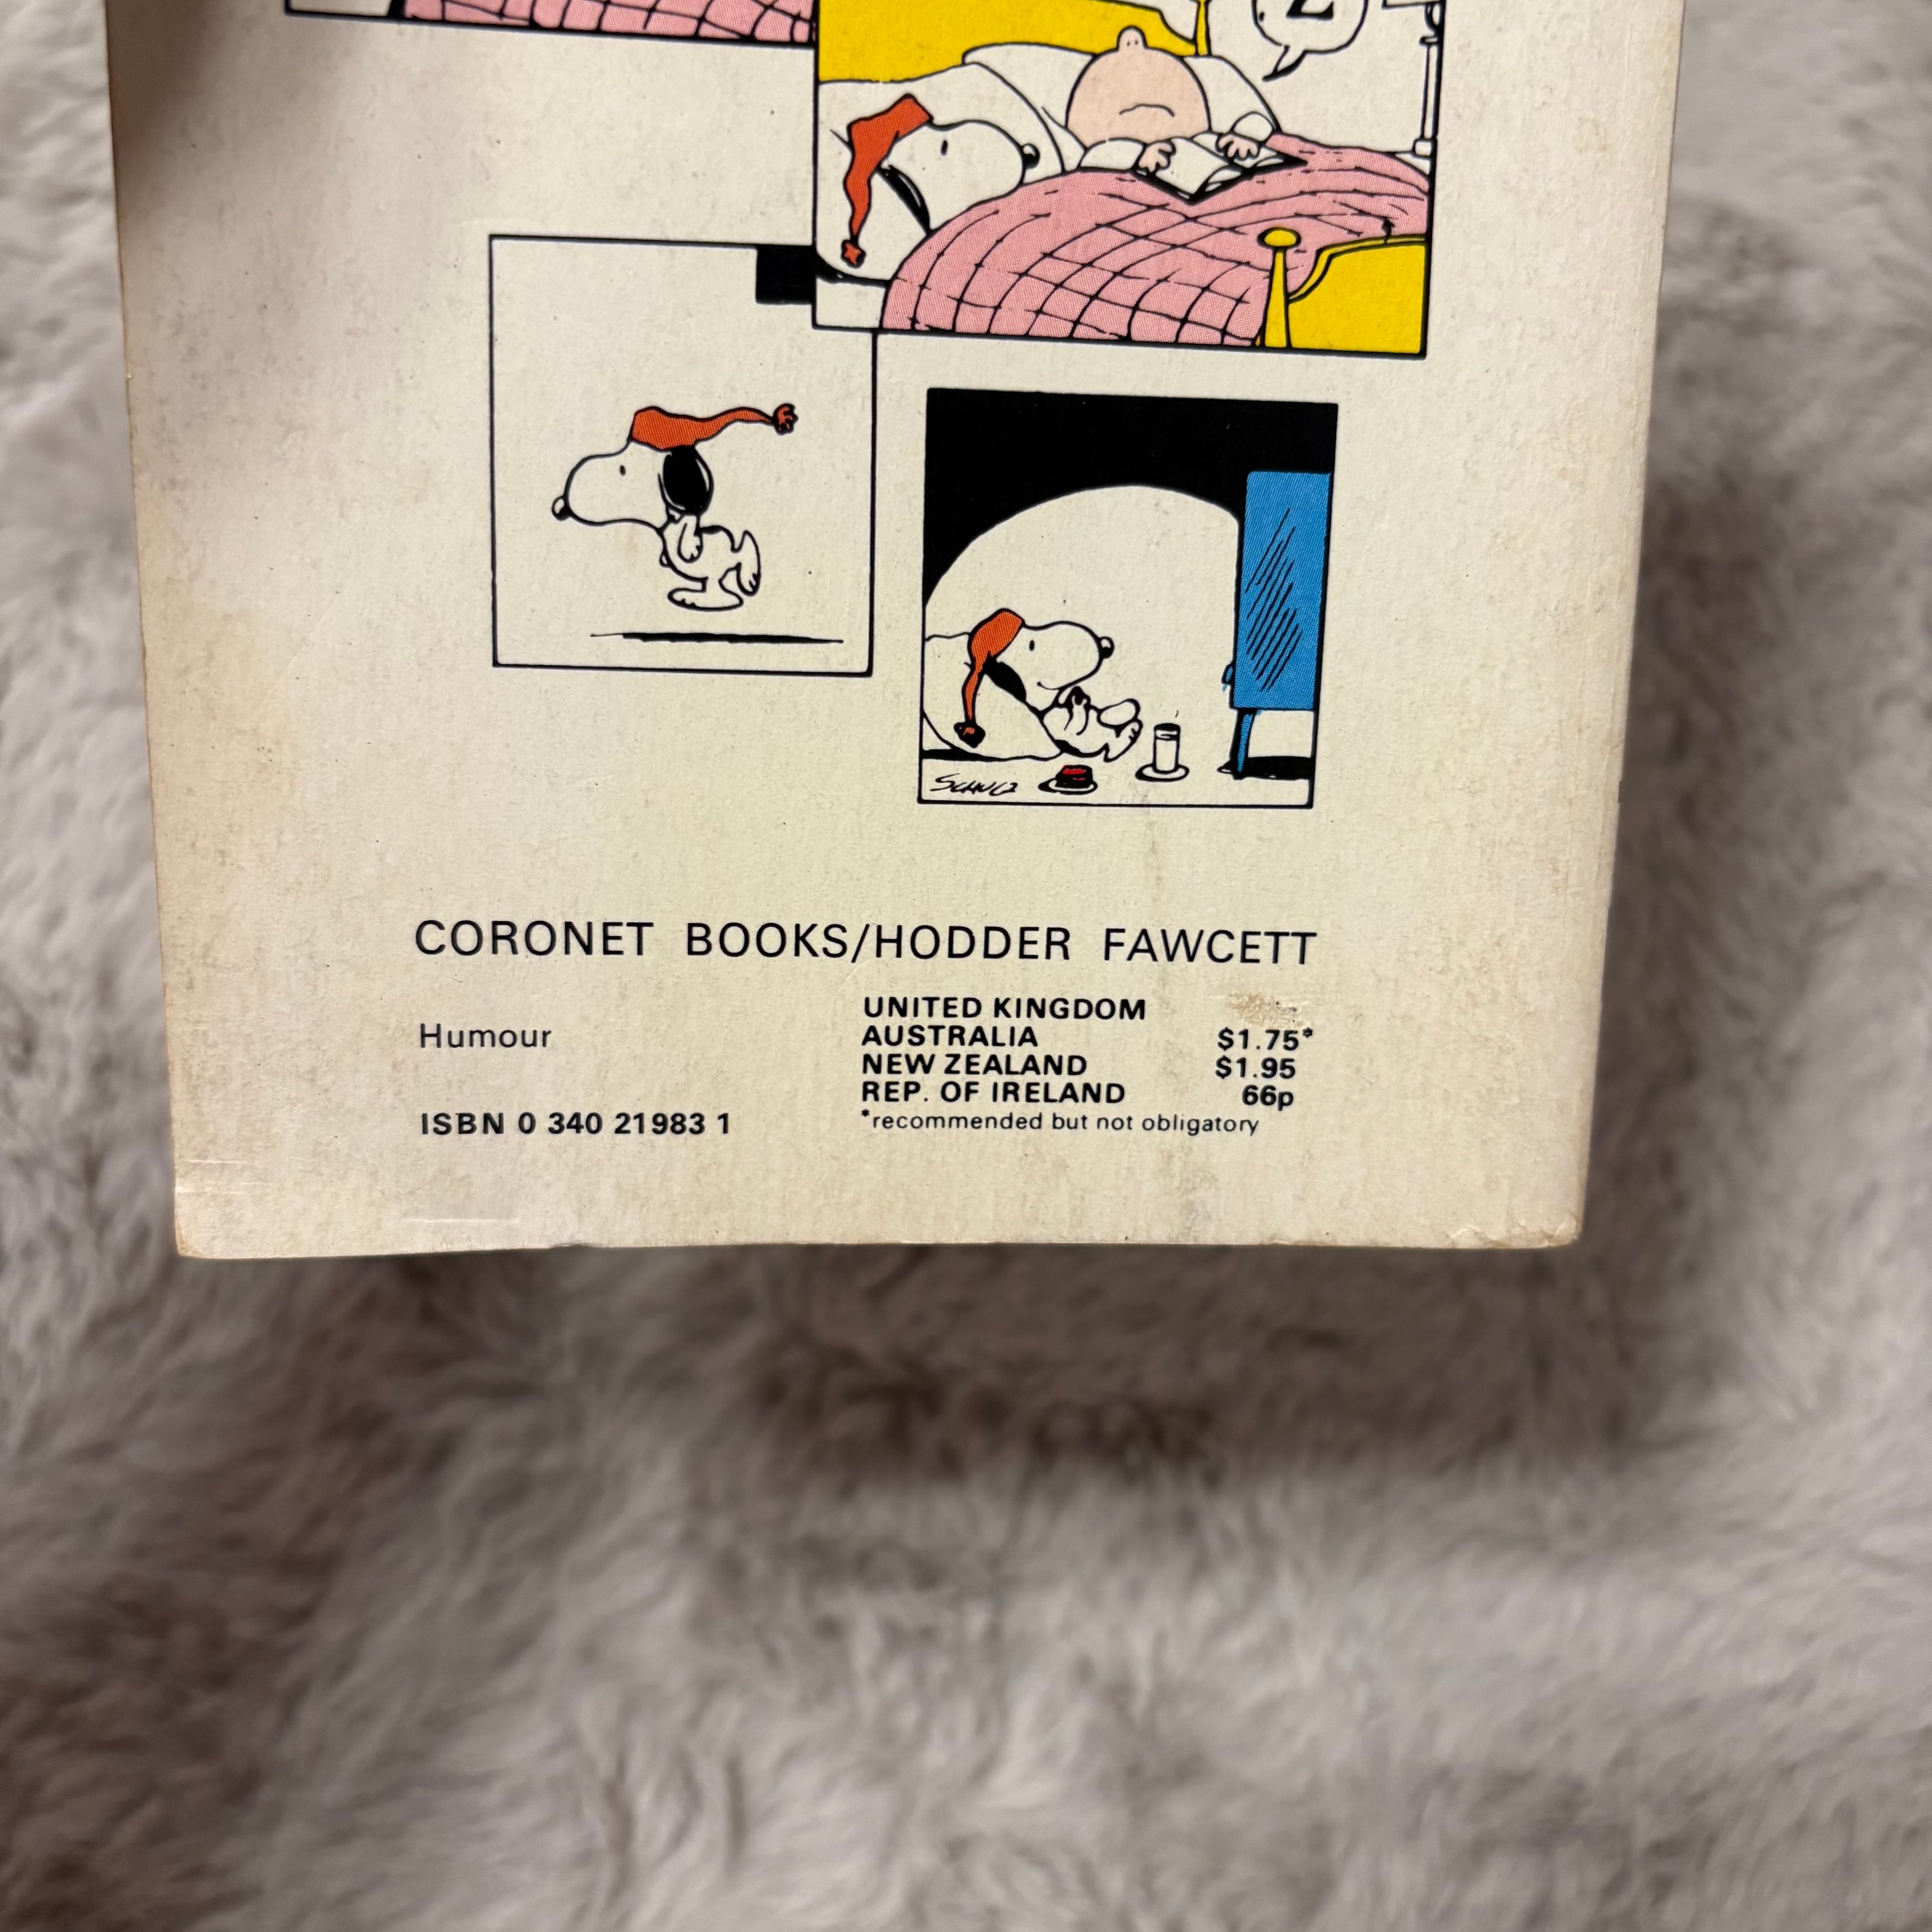 Z
SCHULZ
CORONET BOOKS/HODDER FAWCETT
Humour
ISBN 0 340 21983 1
UNITED KINGDOM
AUSTRALIA $1.75*
NEW ZEALAND $1.95
REP. OF IRELAND 66p
*recommended but not obligatory